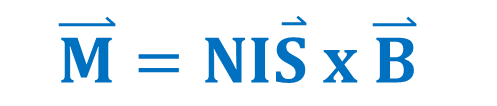 M⃗ = NIS⃗ x B⃗